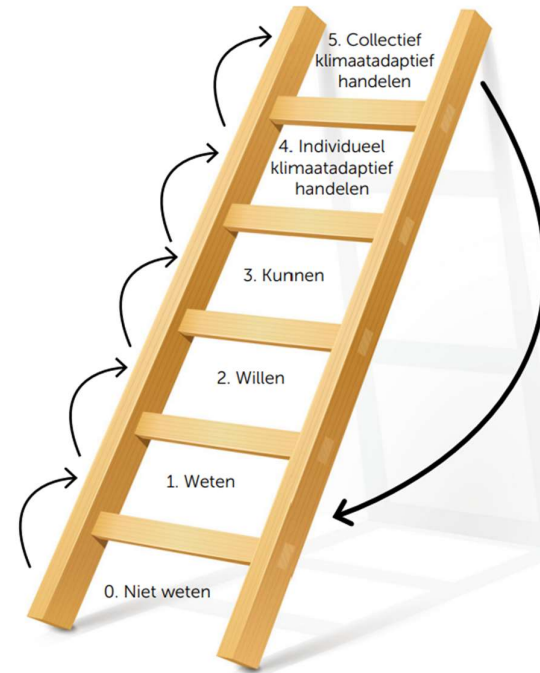 5. Collectief
klimaatadaptief
handelen
4. Individueel
klimaatadaptief
handelen
3. Kunnen
2. Willen
1. Weten
0. Niet weten